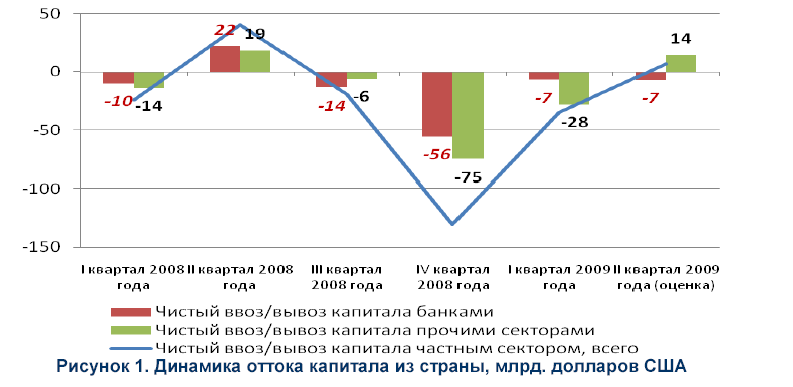 50
0
-50
-100
-150
22
19
14
-10
-14
-14
-6
-7
-28
-7
-56
-75
I квартал 2008 года
II квартал 2008 года
III квартал 2008 года
IV квартал 2008 года
I квартал 2009 года
II квартал 2009 года (оценка)
Чистый ввоз/вывоз капитала банками
Чистый ввоз/вывоз капитала прочими секторами
Чистый ввоз/вывоз капитала частным сектором, всего
Рисунок 1. Динамика оттока капитала из страны, млрд. долларов США